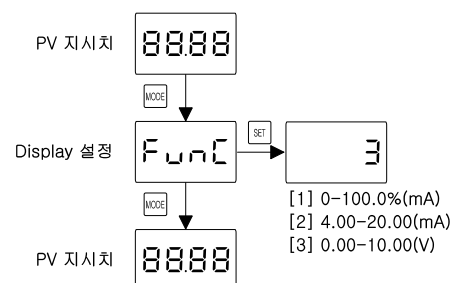 PV 지시치
88.88
MODE
Display 설정
FunC
SET
3
[1] 0-100.0%(mA)
[2] 4.00-20.00(mA)
[3] 0.00-10.00(V)
MODE
PV 지시치
88.88